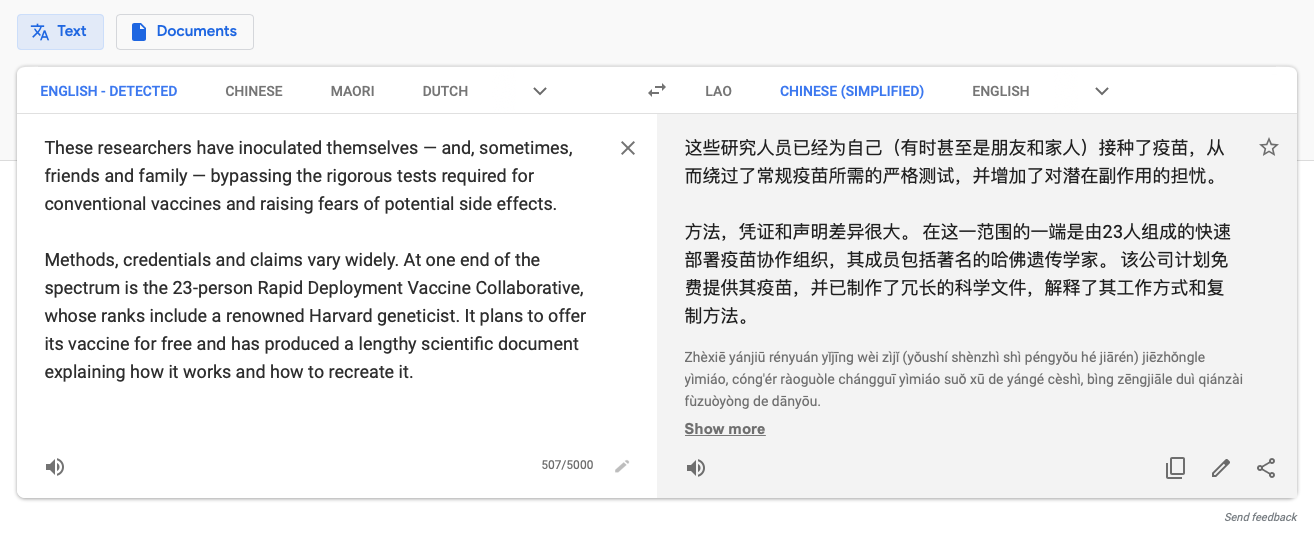 Text
Documents
ENGLISH - DETECTED CHINESE MAORI DUTCH
LAO CHINESE (SIMPLIFIED) ENGLISH
These researchers have inoculated themselves — and, sometimes,
friends and family — bypassing the rigorous tests required for
conventional vaccines and raising fears of potential side effects.
Methods, credentials and claims vary widely. At one end of the
spectrum is the 23-person Rapid Deployment Vaccine Collaborative,
whose ranks include a renowned Harvard geneticist. It plans to offer
its vaccine for free and has produced a lengthy scientific document
explaining how it works and how to recreate it.
507/5000
这些研究人员已经为自己（有时甚至是朋友和家人）接种了疫苗，从
而绕过了常规疫苗所需的严格测试，并增加了对潜在副作用的担忧。
方法，凭证和声明差异很大。 在这一范围的一端是由23人组成的快速
部署疫苗协作组织，其成员包括著名的哈佛遗传学家。 该公司计划免
费提供其疫苗，并已制作了冗长的科学文件，解释了其工作方式和复
制方法。
Zhèxiē yánjiū rényuán yǐjīng wèi zìjǐ (yǒushí shènzhì shì péngyǒu hé jiārén) jiēzhǒngle
yìmiáo, cóng'ér ràoguòle chángguī yìmiáo suǒ xū de yángé cèshì, bìng zēngjiāle duì qiánzài
fùzuòyòng de dānyōu.
Show more
Send feedback